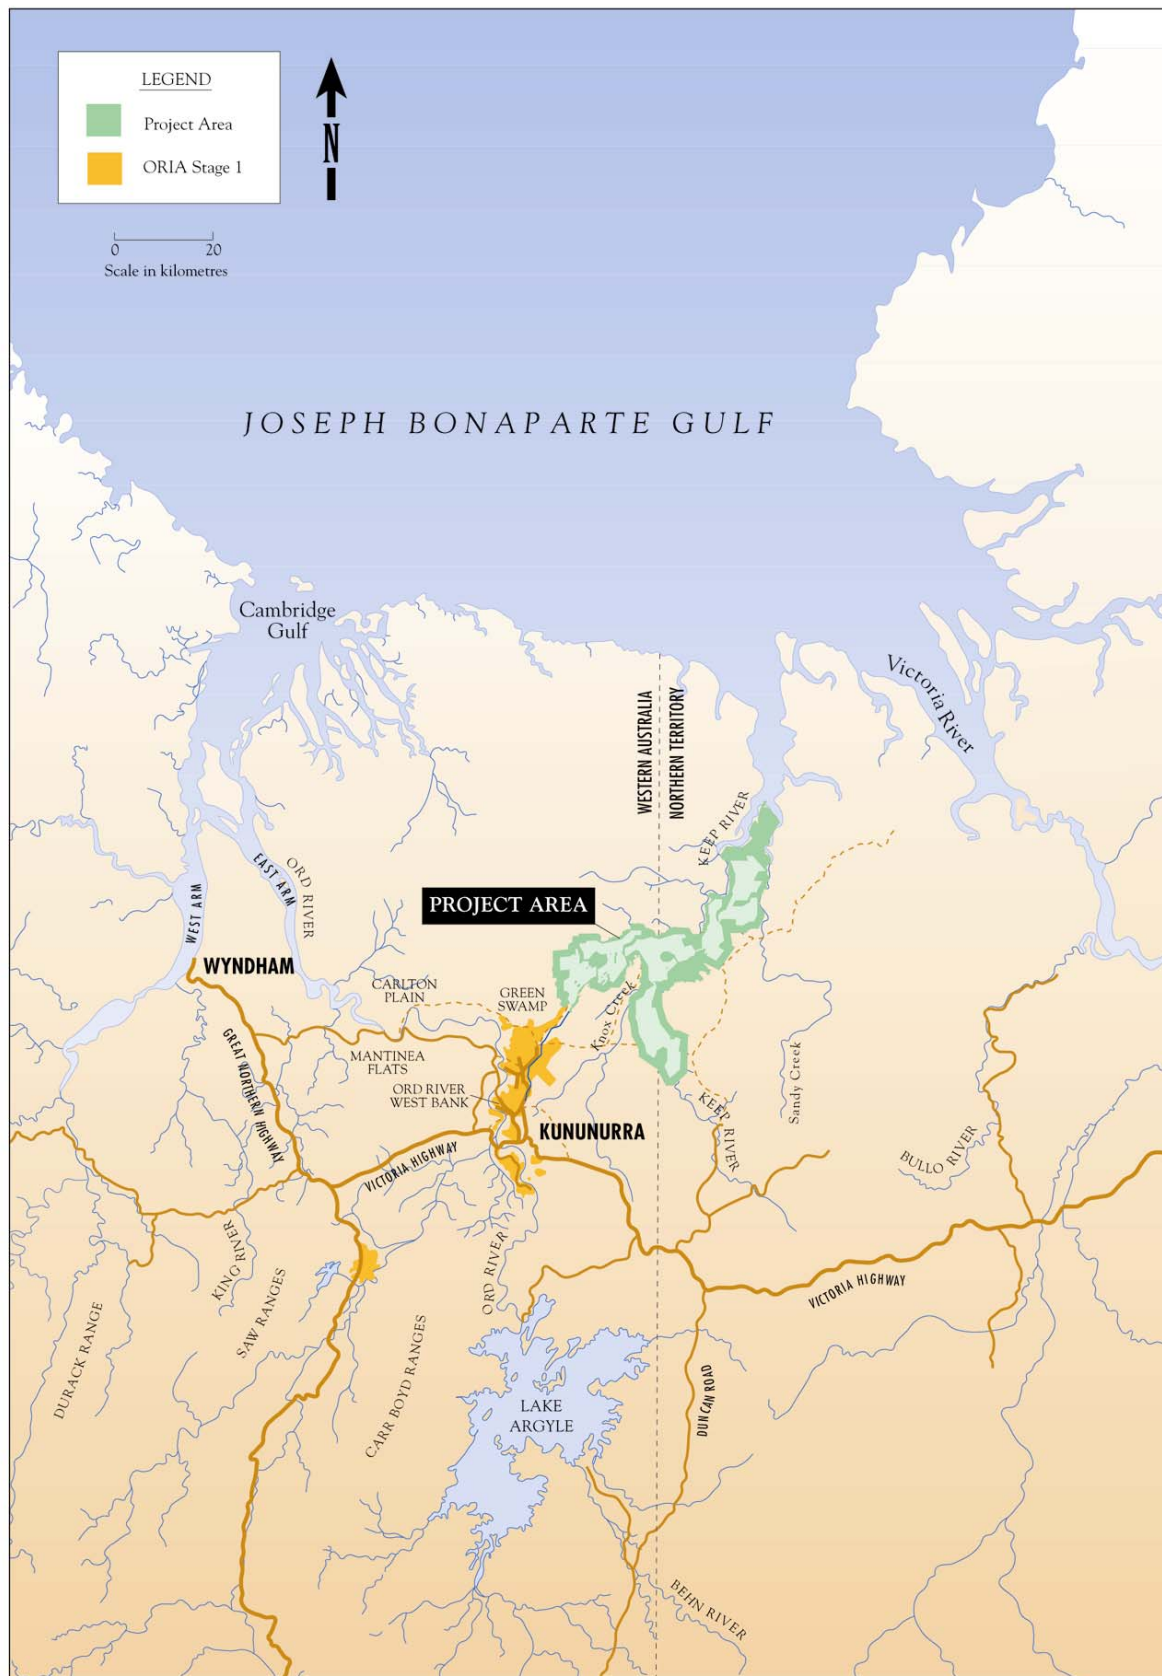 LEGEND
Project Area
ORIA Stage 1
N
0 20
Scale in kilometres
JOSEPH BONAPARTE GULF
Cambridge
Gulf
Victoria River
WESTERN AUSTRALIA
NORTHERN TERRITORY
KEEP RIVER
EAST ARM
ORD RIVER
WEST ARM
PROJECT AREA
WYNDHAM
CARLTON
PLAIN
GREEN
SWAMP
Knox Creek
GREAT NORTHERN HIGHWAY
MANTINEA
FLATS
ORD RIVER
WEST BANK
Sandy Creek
KEEP RIVER
KUNUNURRA
VICTORIA HIGHWAY
BULLO RIVER
KING RIVER
ORD RIVER
SAW RANGES
VICTORIA HIGHWAY
DURACK RANGE
CARR BOYD RANGES
LAKE
ARGYLE
DUNCAN ROAD
BEHN RIVER